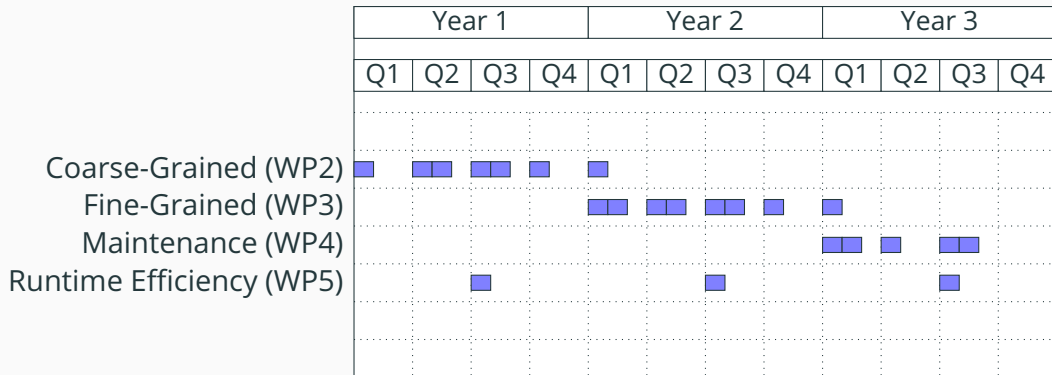 Year 1 Year 2 Year 3
Q1 Q2 Q3 Q4 Q1 Q2 Q3 Q4 Q1 Q2 Q3 Q4
Coarse-Grained (WP2)
Fine-Grained (WP3)
Maintenance (WP4)
Runtime Efficiency (WP5)